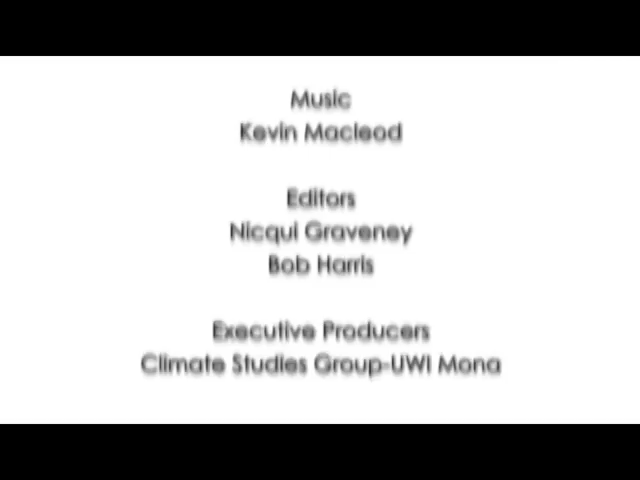 Music
Kevin Macleod
Editors
Nicqui Graveney
Bob Harris
Executive Producers
Climate Studies Group-UWI Mona